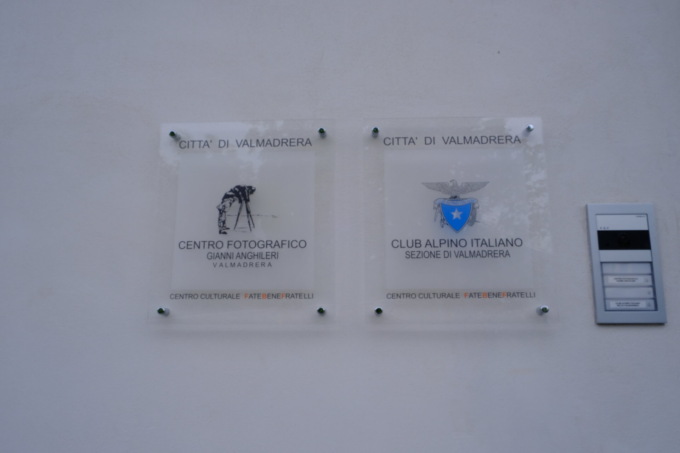 CITTA' DI VALMADRERA
CENTRO FOTOGRAFICO
GIANNI ANGHILERI
VALMADRERA
CENTRO CULTURALE FATEBENEFRATELLI
CITTA' DI VALMADRERA
CLUB ALPINO ITALIANO
SEZIONE DI VALMADRERA
CENTRO CULTURALE FATEBENEFRATELLI